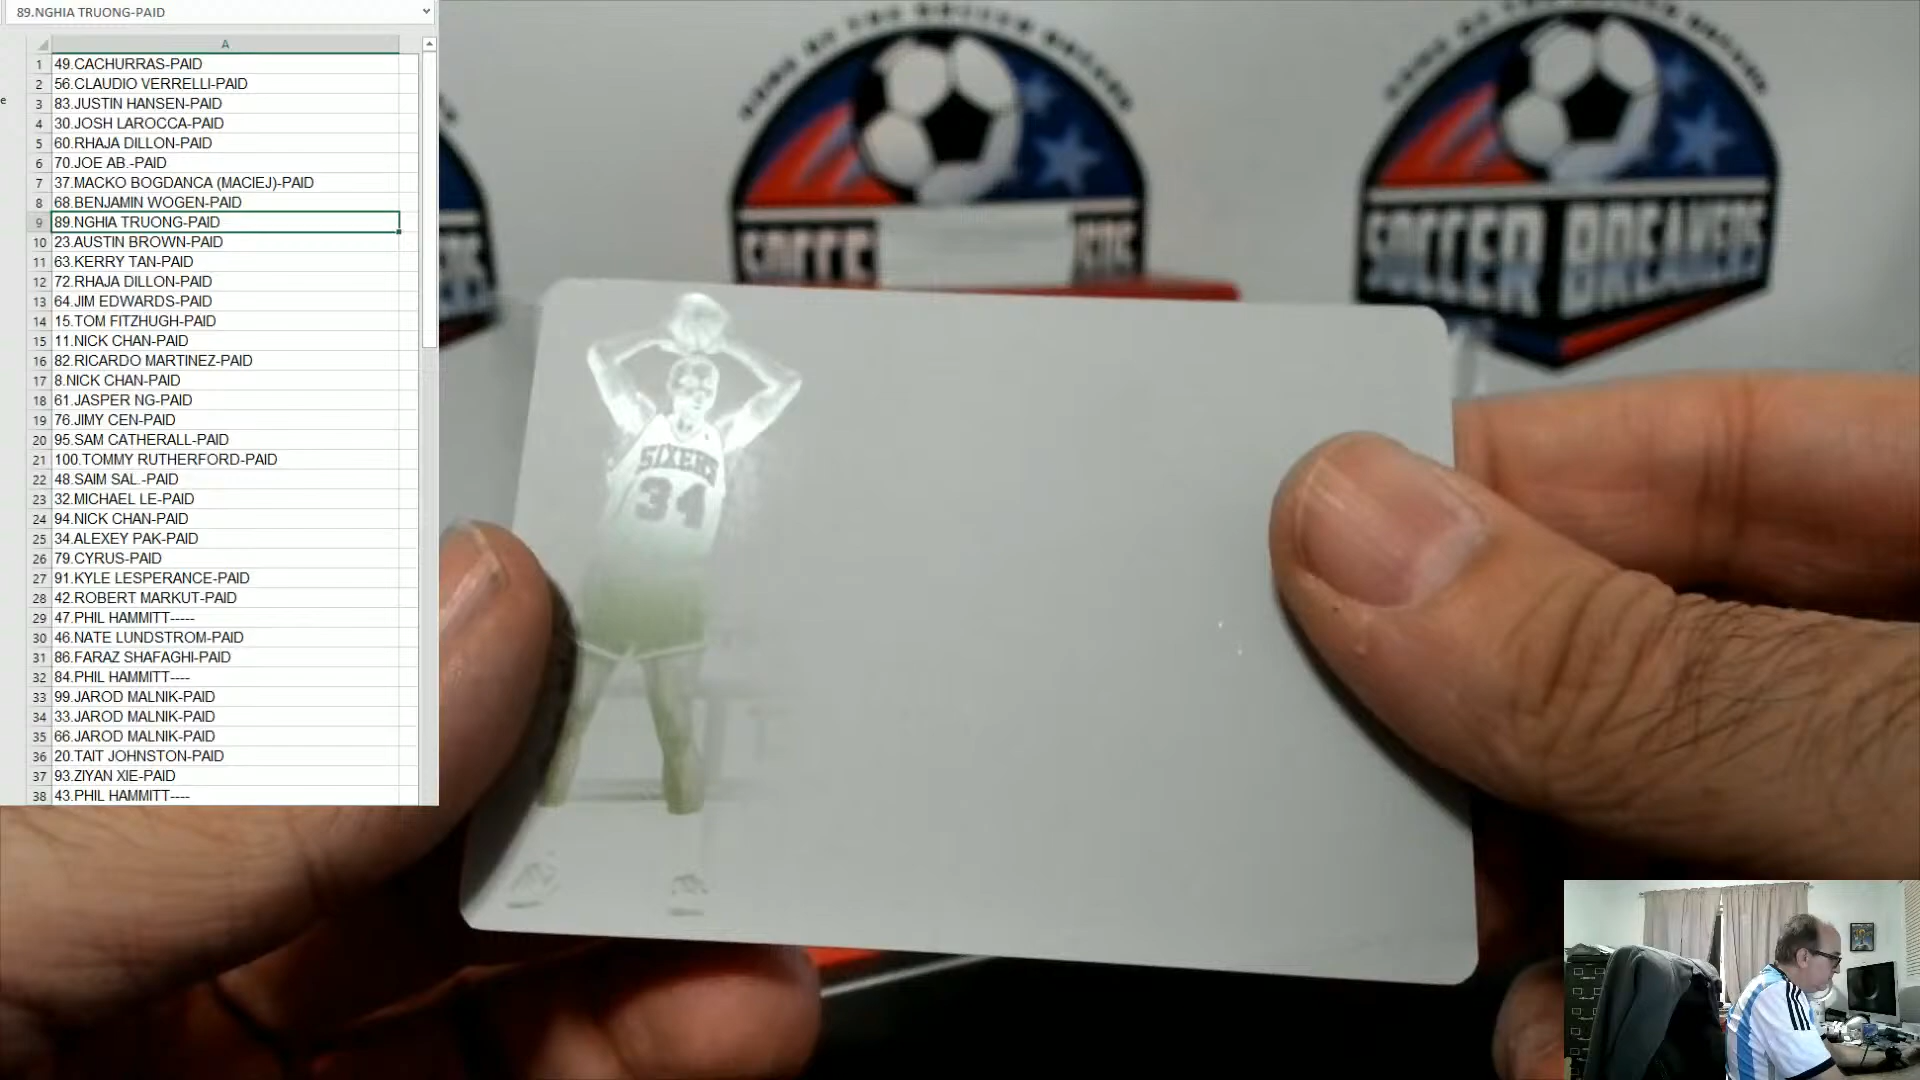 89.NGHIA TRUONG-PAID
A
1 49.CACHURRAS-PAID
2 56.CLAUDIO VERRELLI-PAID
3 83.JUSTIN HANSEN-PAID
4 30.JOSH LAROCCA-PAID
5 60.RHAJA DILLON-PAID
6 70.JOE AB.-PAID
7 37.MACKO BOGDANCA (MACIEJ)-PAID
8 68.BENJAMIN WOGEN-PAID
9 89.NGHIA TRUONG-PAID
10 23.AUSTIN BROWN-PAID
11 63.KERRY TAN-PAID
12 72.RHAJA DILLON-PAID
13 64.JIM EDWARDS-PAID
14 15.TOM FITZHUGH-PAID
15 11.NICK CHAN-PAID
16 82.RICARDO MARTINEZ-PAID
17 8.NICK CHAN-PAID
18 61.JASPER NG-PAID
19 76.JIMY CEN-PAID
20 95.SAM CATHERALL-PAID
21 100.TOMMY RUTHERFORD-PAID
22 48.SAIM SAL.-PAID
23 32.MICHAEL LE-PAID
24 94.NICK CHAN-PAID
25 34.ALEXEY PAK-PAID
26 79.CYRUS-PAID
27 91.KYLE LESPERANCE-PAID
28 42.ROBERT MARKUT-PAID
29 47.PHIL HAMMITT-----
30 46.NATE LUNDSTROM-PAID
31 86.FARAZ SHAFAGHI-PAID
32 84.PHIL HAMMITT----
33 99.JAROD MALNIK-PAID
34 33.JAROD MALNIK-PAID
35 66.JAROD MALNIK-PAID
36 20.TAIT JOHNSTON-PAID
37 93.ZIYAN XIE-PAID
38 43.PHIL HAMMITT----
e
SOCCER
SOCCER BREAKERS
SIXERS
34